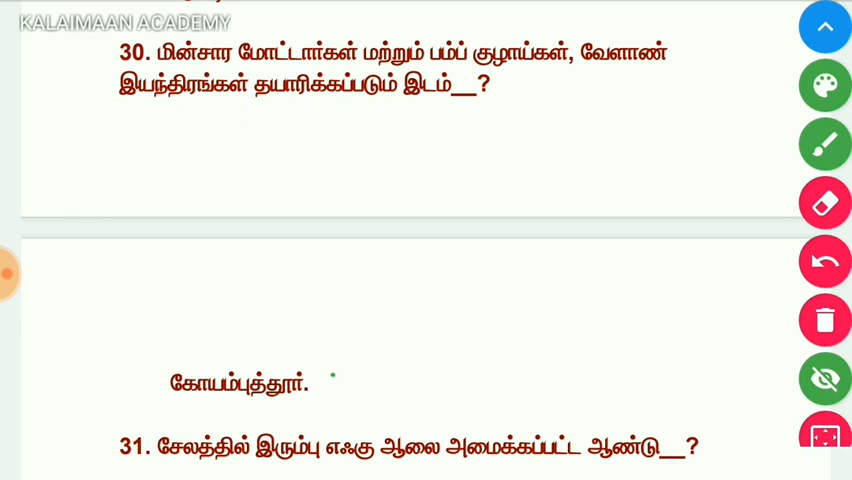 KALAIMAAN ACADEMY
30. மின்சார மோட்டார்கள் மற்றும் பம்ப் குழாய்கள், வேளாண்
இயந்திரங்கள் தயாரிக்கப்படும் இடம்__?
கோயம்புத்தூர்.
31. சேலத்தில் இரும்பு எஃகு ஆலை அமைக்கப்பட்ட ஆண்டு__?